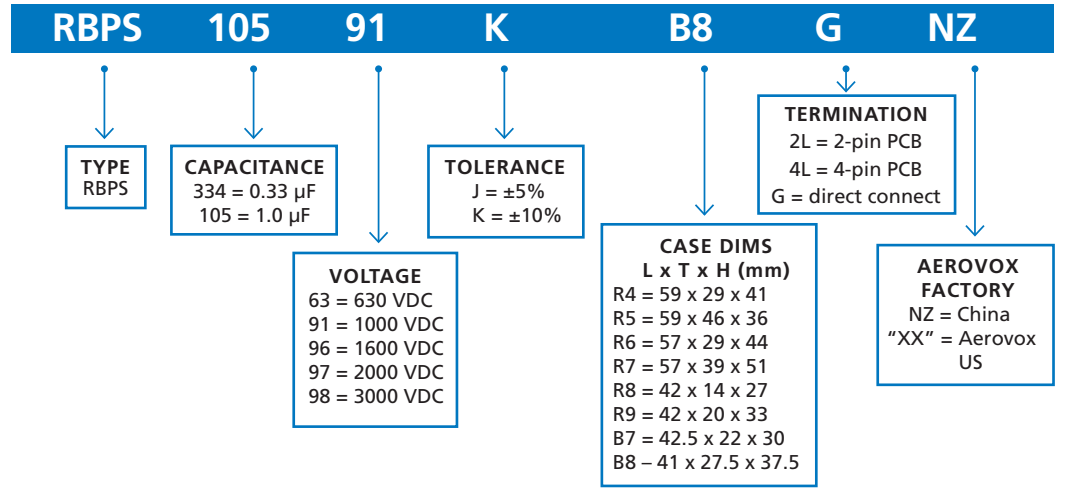 RBPS 105 91 K B8 G NZ
TYPE
RBPS
CAPACITANCE
334 = 0.33 µF
105 = 1.0 µF
VOLTAGE
63 = 630 VDC
91 = 1000 VDC
96 = 1600 VDC
97 = 2000 VDC
98 = 3000 VDC
TOLERANCE
J = ±5%
K = ±10%
CASE DIMS
L x T x H (mm)
R4 = 59 x 29 x 41
R5 = 59 x 46 x 36
R6 = 57 x 29 x 44
R7 = 57 x 39 x 51
R8 = 42 x 14 x 27
R9 = 42 x 20 x 33
B7 = 42.5 x 22 x 30
B8 – 41 x 27.5 x 37.5
TERMINATION
2L = 2-pin PCB
4L = 4-pin PCB
G = direct connect
AEROVOX
FACTORY
NZ = China
“XX” = Aerovox
US